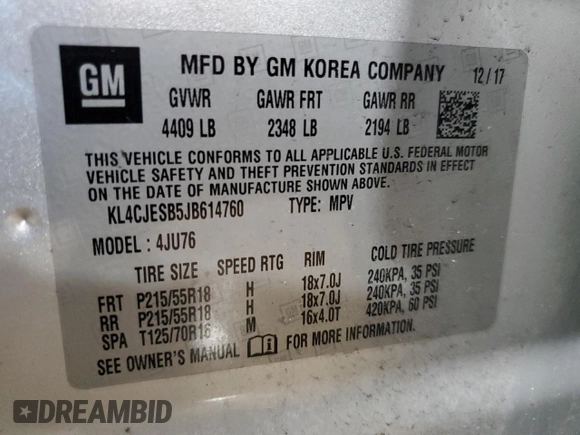 GM
MFD BY GM KOREA COMPANY 12/17
GVWR GAWR FRT GAWR RR
4409 LB 2348 LB 2194 LB
THIS VEHICLE CONFORMS TO ALL APPLICABLE U.S. FEDERAL MOTOR
VEHICLE SAFETY AND THEFT PREVENTION STANDARDS IN EFFECT
ON THE DATE OF MANUFACTURE SHOWN ABOVE.
KL4CJESB5JB614760 TYPE: MPV
MODEL: 4JU76
TIRE SIZE SPEED RTG RIM COLD TIRE PRESSURE
FRT P215/55R18 H 18x7.0J 240KPA, 35 PSI
RR P215/55R18 H 18x7.0J 240KPA, 35 PSI
SPA T125/70R16 M 16x4.0T 420KPA, 60 PSI
SEE OWNER'S MANUAL FOR MORE INFORMATION.
DREAMBID